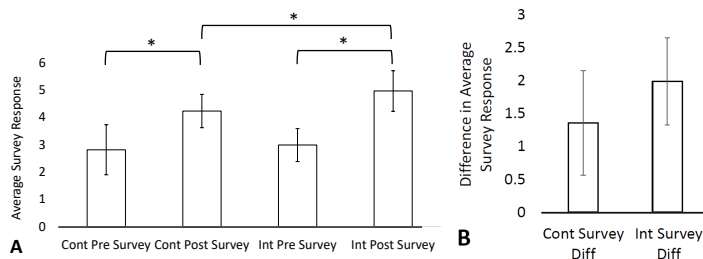 *
*
*
Average Survey Response
6
5
4
3
2
1
0
Cont Pre Survey Cont Post Survey Int Pre Survey Int Post Survey
A
Difference in Average
Survey Response
3
2.5
2
1.5
1
0.5
0
Cont Survey Int Survey
Diff Diff
B